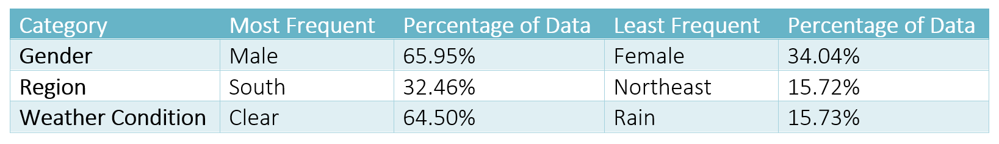 Category Most Frequent Percentage of Data Least Frequent Percentage of Data
Gender Male 65.95% Female 34.04%
Region South 32.46% Northeast 15.72%
Weather Condition Clear 64.50% Rain 15.73%